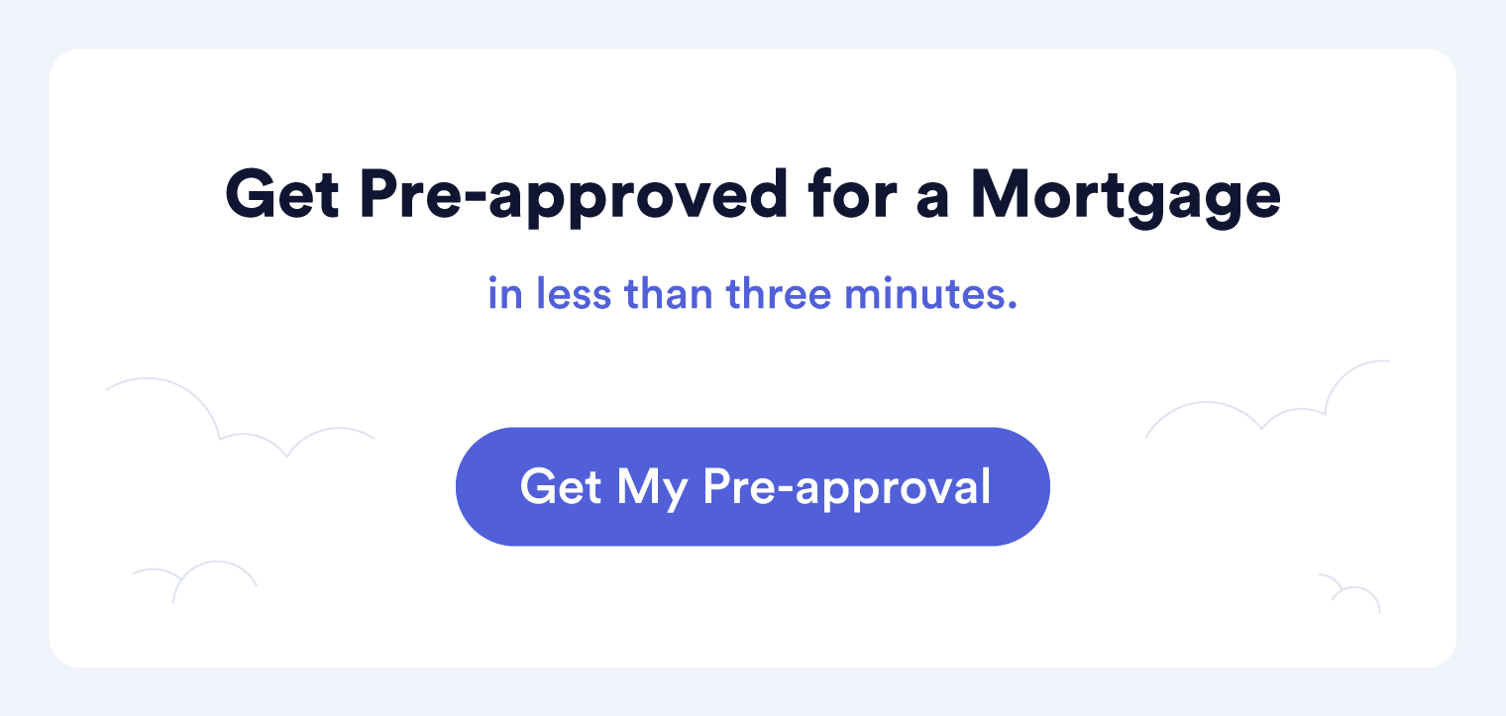 Get Pre-approved for a Mortgage
in less than three minutes.
Get My Pre-approval